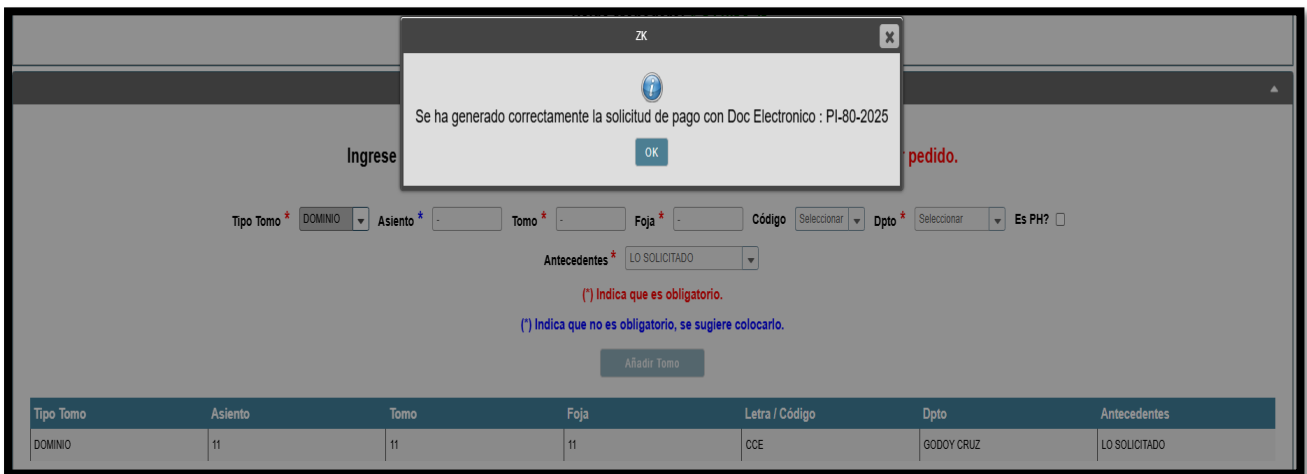 ZK
Se ha generado correctamente la solicitud de pago con Doc Electronico : PI-80-2025
OK
Ingrese
pedido.
Tipo Tomo * DOMINIO Asiento * - Tomo * - Foja * - Código Seleccionar Dpto * Seleccionar Es PH?
Antecedentes * LO SOLICITADO
(*) Indica que es obligatorio.
(*) Indica que no es obligatorio, se sugiere colocarlo.
Añadir Tomo
Tipo Tomo Asiento Tomo Foja Letra / Código Dpto Antecedentes
DOMINIO 11 11 11 CCE GODOY CRUZ LO SOLICITADO